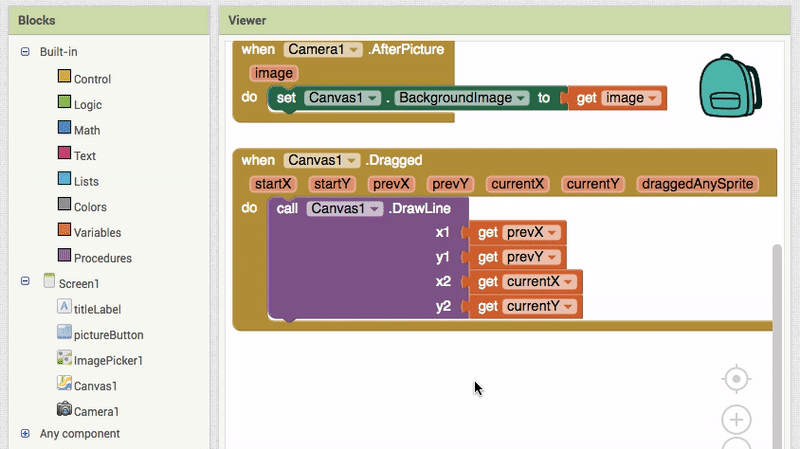 Blocks
Built-in
Control
Logic
Math
Text
Lists
Colors
Variables
Procedures
Screen1
A titleLabel
pictureButton
ImagePicker1
Canvas1
Camera1
Any component
Viewer
when Camera1 .AfterPicture
image
do set Canvas1 . BackgroundImage to get image
when Canvas1 .Dragged
startX startY prevX prevY currentX currentY draggedAnySprite
do call Canvas1 .DrawLine
x1 get prevX
y1 get prevY
x2 get currentX
y2 get currentY